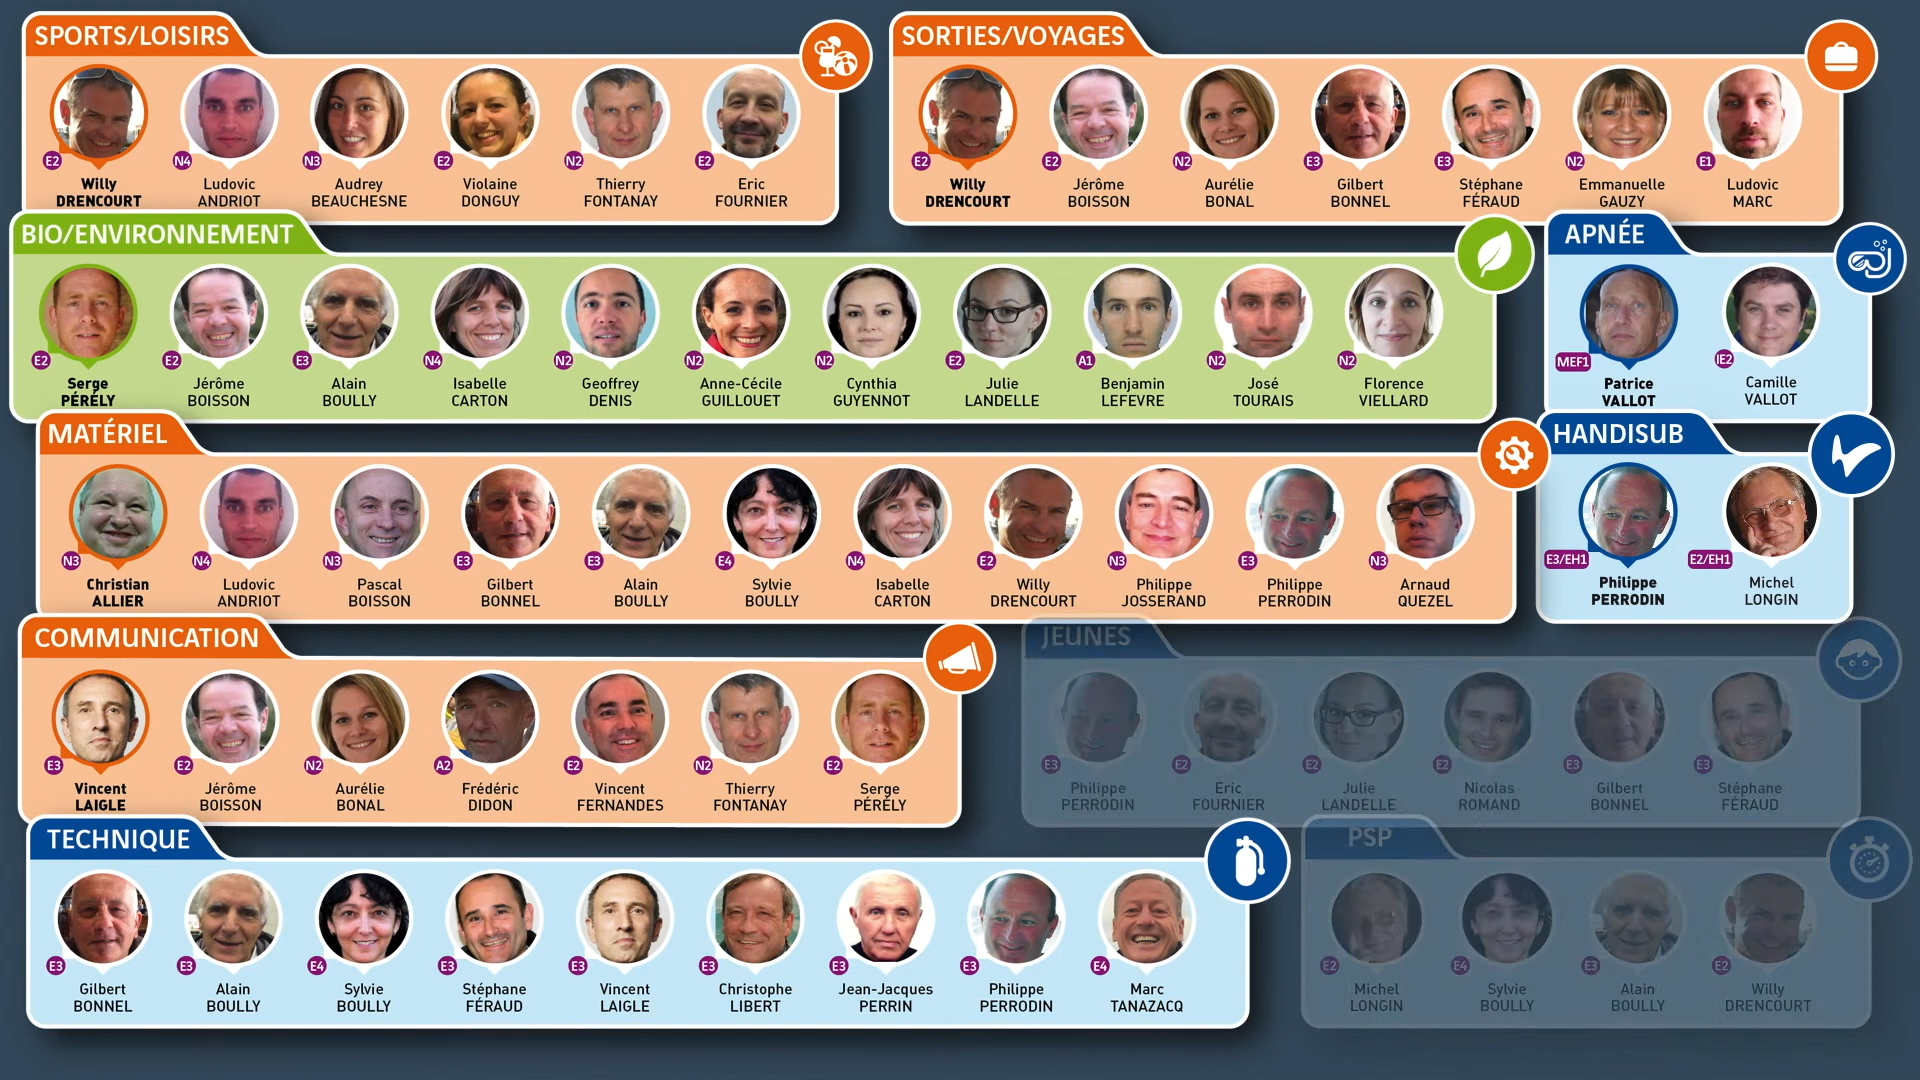 SPORTS/LOISIRS
E2 N4 N3 E2 N2 E2
Willy Ludovic Audrey Violaine Thierry Eric
DRENCOURT ANDRIOT BEAUCHESNE DONGUY FONTANAY FOURNIER
SORTIES/VOYAGES
E2 E2 N2 E3 E3 N2 E1
Willy Jérôme Aurélie Gilbert Stéphane Emmanuelle Ludovic
DRENCOURT BOISSON BONAL BONNEL FÉRAUD GAUZY MARC
BIO/ENVIRONNEMENT
E2 E2 E3 N4 N2 N2 N2 E2 A1 N2 N2
Serge Jérôme Alain Isabelle Geoffrey Anne-Cécile Cynthia Julie Benjamin José Florence
PÉRÉLY BOISSON BOULLY CARTON DENIS GUILLOUET GUYENNOT LANDELLE LEFEVRE TOURAIS VIELLARD
APNÉE
MEF1 IE2
Patrice Camille
VALLOT VALLOT
MATÉRIEL
N3 N4 N3 E3 E3 E4 N4 E2 N3 E3 N3
Christian Ludovic Pascal Gilbert Alain Sylvie Isabelle Willy Philippe Philippe Arnaud
ALLIER ANDRIOT BOISSON BONNEL BOULLY BOULLY CARTON DRENCOURT JOSSERAND PERRODIN QUEZEL
HANDISUB
E3/EH1 E2/EH1
Philippe Michel
PERRODIN LONGIN
COMMUNICATION
E3 E2 N2 A2 E2 N2 E2
Vincent Jérôme Aurélie Frédéric Vincent Thierry Serge
LAIGLE BOISSON BONAL DIDON FERNANDES FONTANAY PÉRÉLY
JEUNES
E3 E2 E2 E2 E3 E3
Philippe Eric Julie Nicolas Gilbert Stéphane
PERRODIN FOURNIER LANDELLE ROMAND BONNEL FÉRAUD
TECHNIQUE
E3 E3 E4 E3 E3 E3 E3 E3 E4
Gilbert Alain Sylvie Stéphane Vincent Christophe Jean-Jacques Philippe Marc
BONNEL BOULLY BOULLY FÉRAUD LAIGLE LIBERT PERRIN PERRODIN TANAZACQ
PSP
E2 E4 E3 E2
Michel Sylvie Alain Willy
LONGIN BOULLY BOULLY DRENCOURT